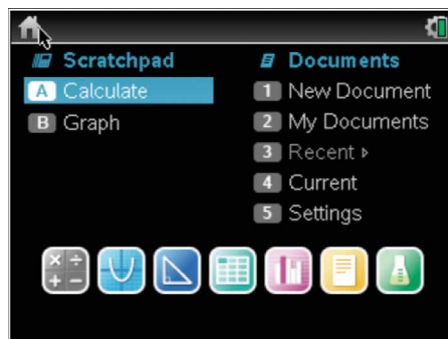 Scratchpad
A Calculate
B Graph
Documents
1 New Document
2 My Documents
3 Recent ▸
4 Current
5 Settings